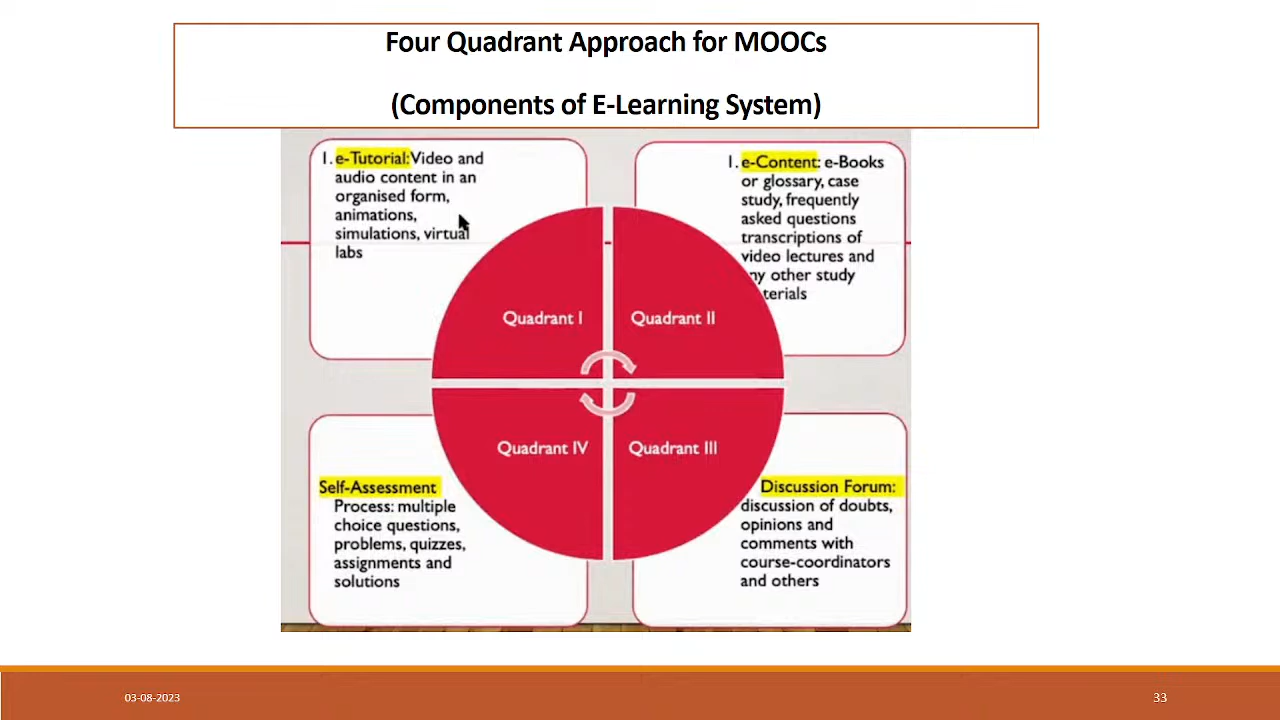 Four Quadrant Approach for MOOCs
(Components of E-Learning System)
1. e-Tutorial: Video and
audio content in an
organised form,
animations,
simulations, virtual
labs
1. e-Content: e-Books
or glossary, case
study, frequently
asked questions
transcriptions of
video lectures and
ny other study
terials
Quadrant I
Quadrant II
Quadrant IV
Quadrant III
Self-Assessment
Process: multiple
choice questions,
problems, quizzes,
assignments and
solutions
Discussion Forum:
discussion of doubts,
opinions and
comments with
course-coordinators
and others
03-08-2023
33